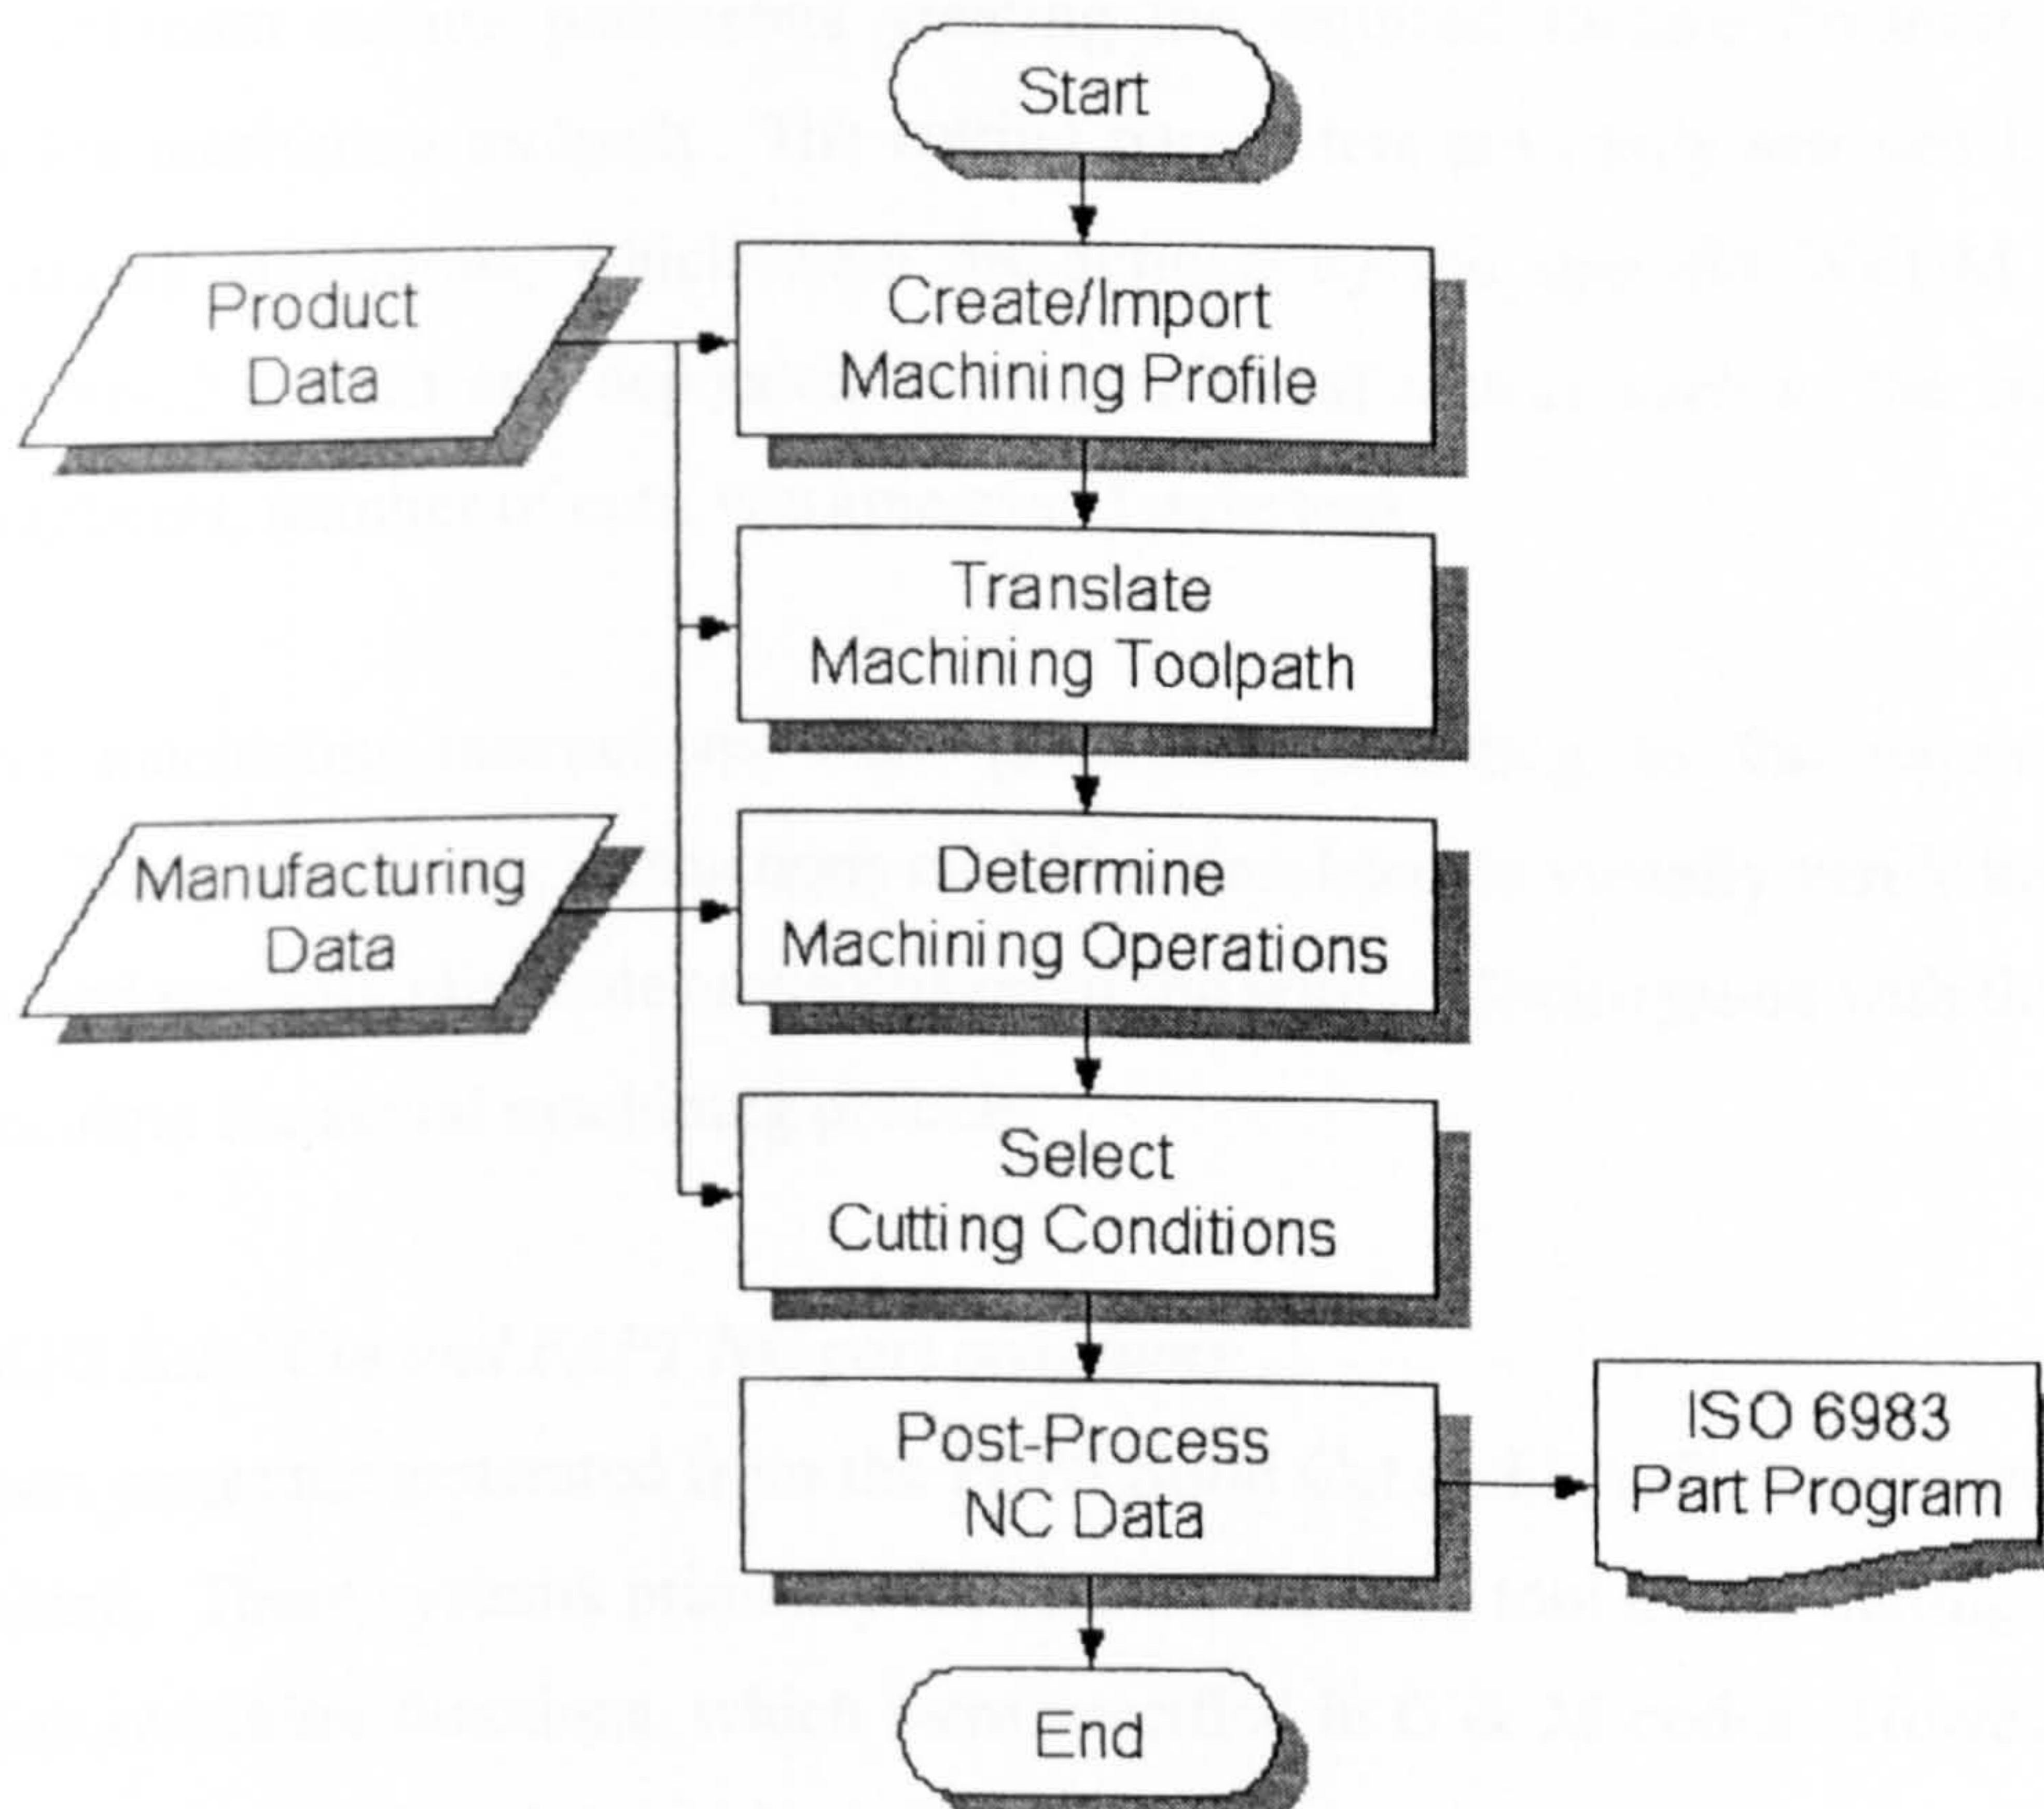 Start
Product
Data
Create/Import
Machining Profile
Translate
Machining Toolpath
Manufacturing
Data
Determine
Machining Operations
Select
Cutting Conditions
Post-Process
NC Data
ISO 6983
Part Program
End